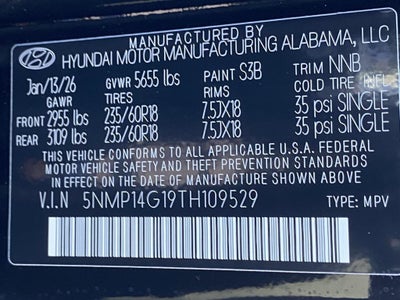 MANUFACTURED BY
HYUNDAI MOTOR MANUFACTURING ALABAMA, LLC
Jan/13/26 GVWR 5655 lbs PAINT S3B TRIM NNB
GAWR TIRES RIMS COLD TIRE INFL.
FRONT 2955 lbs 235/60R18 7.5JX18 35 psi SINGLE
REAR 3109 lbs 235/60R18 7.5JX18 35 psi SINGLE
THIS VEHICLE CONFORMS TO ALL APPLICABLE U.S.A. FEDERAL
MOTOR VEHICLE SAFETY AND BUMPER STANDARDS
IN EFFECT ON THE DATE OF MANUFACTURE SHOWN ABOVE.
V.I.N 5NMP14G19TH109529 TYPE: MPV